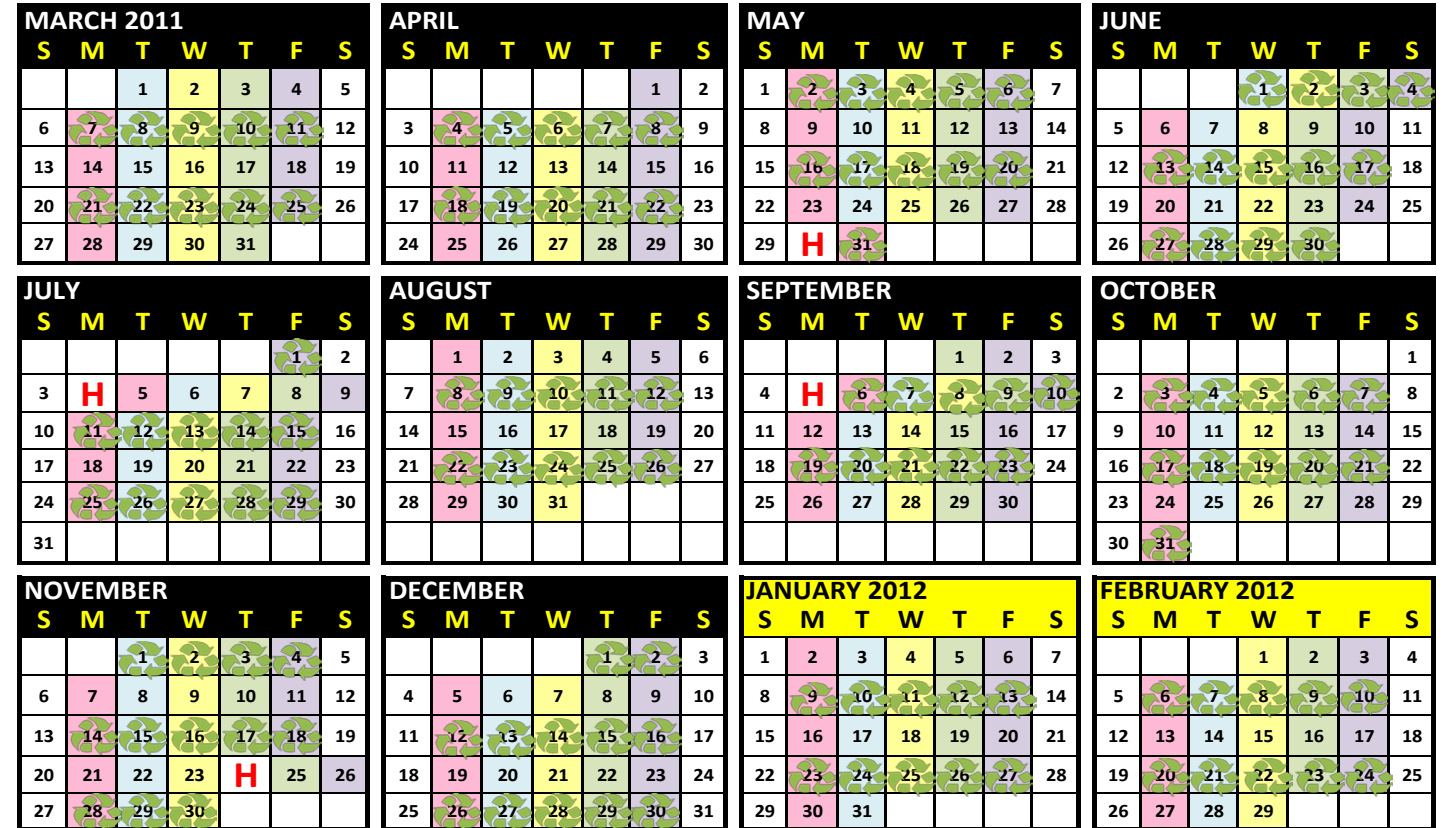 MARCH 2011
S M T W T F S
1 2 3 4 5
6 7 8 9 10 11 12
13 14 15 16 17 18 19
20 21 22 23 24 25 26
27 28 29 30 31
APRIL
S M T W T F S
1 2
3 4 5 6 7 8 9
10 11 12 13 14 15 16
17 18 19 20 21 22 23
24 25 26 27 28 29 30
MAY
S M T W T F S
1 2 3 4 5 6 7
8 9 10 11 12 13 14
15 16 17 18 19 20 21
22 23 24 25 26 27 28
29 H 31
JUNE
S M T W T F S
1 2 3 4
5 6 7 8 9 10 11
12 13 14 15 16 17 18
19 20 21 22 23 24 25
26 27 28 29 30
JULY
S M T W T F S
1 2
3 H 5 6 7 8 9
10 11 12 13 14 15 16
17 18 19 20 21 22 23
24 25 26 27 28 29 30
31
AUGUST
S M T W T F S
1 2 3 4 5 6
7 8 9 10 11 12 13
14 15 16 17 18 19 20
21 22 23 24 25 26 27
28 29 30 31
SEPTEMBER
S M T W T F S
1 2 3
4 H 6 7 8 9 10
11 12 13 14 15 16 17
18 19 20 21 22 23 24
25 26 27 28 29 30
OCTOBER
S M T W T F S
1
2 3 4 5 6 7 8
9 10 11 12 13 14 15
16 17 18 19 20 21 22
23 24 25 26 27 28 29
30 31
NOVEMBER
S M T W T F S
1 2 3 4 5
6 7 8 9 10 11 12
13 14 15 16 17 18 19
20 21 22 23 H 25 26
27 28 29 30
DECEMBER
S M T W T F S
1 2 3
4 5 6 7 8 9 10
11 12 13 14 15 16 17
18 19 20 21 22 23 24
25 26 27 28 29 30 31
JANUARY 2012
S M T W T F S
1 2 3 4 5 6 7
8 9 10 11 12 13 14
15 16 17 18 19 20 21
22 23 24 25 26 27 28
29 30 31
FEBRUARY 2012
S M T W T F S
1 2 3 4
5 6 7 8 9 10 11
12 13 14 15 16 17 18
19 20 21 22 23 24 25
26 27 28 29